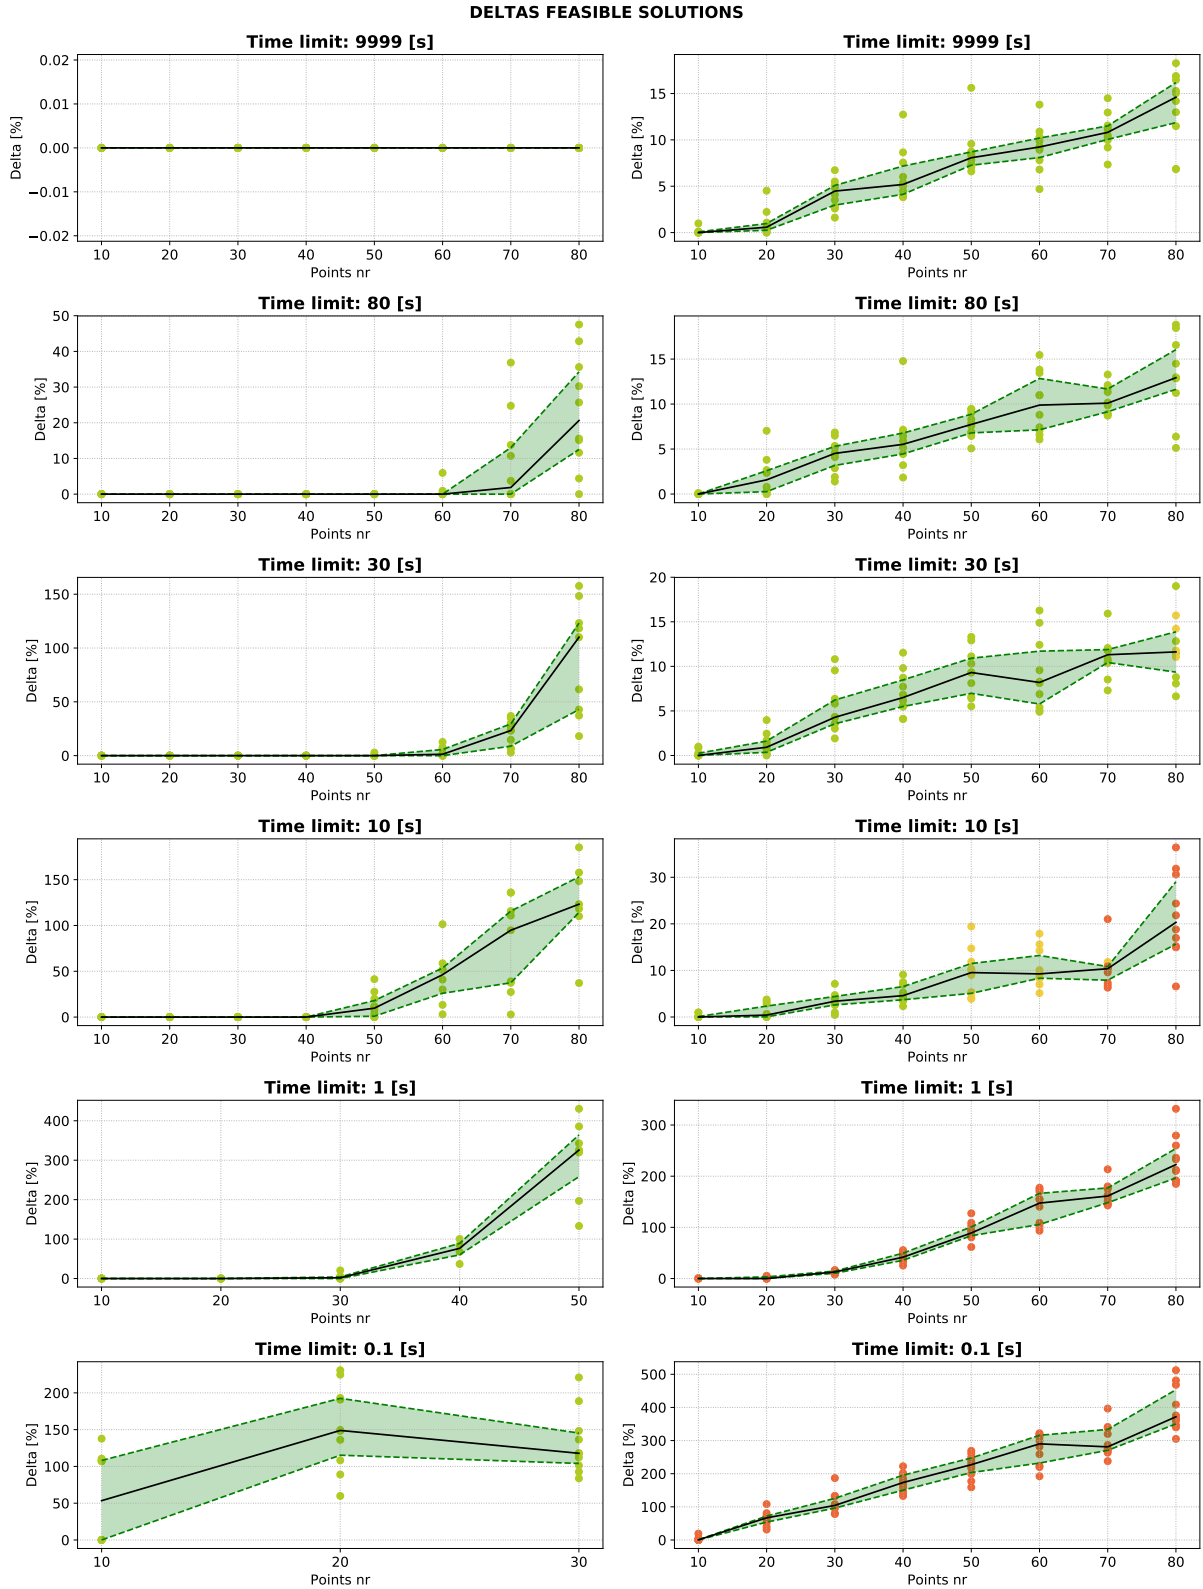 DELTAS FEASIBLE SOLUTIONS
Time limit: 9999 [s]
Delta [%]
0.02
0.01
0.00
−0.01
−0.02
10 20 30 40 50 60 70 80
Points nr
Time limit: 9999 [s]
Delta [%]
15
10
5
0
10 20 30 40 50 60 70 80
Points nr
Time limit: 80 [s]
Delta [%]
50
40
30
20
10
0
10 20 30 40 50 60 70 80
Points nr
Time limit: 80 [s]
Delta [%]
15
10
5
0
10 20 30 40 50 60 70 80
Points nr
Time limit: 30 [s]
Delta [%]
150
100
50
0
10 20 30 40 50 60 70 80
Points nr
Time limit: 30 [s]
Delta [%]
20
15
10
5
0
10 20 30 40 50 60 70 80
Points nr
Time limit: 10 [s]
Delta [%]
150
100
50
0
10 20 30 40 50 60 70 80
Points nr
Time limit: 10 [s]
Delta [%]
30
20
10
0
10 20 30 40 50 60 70 80
Points nr
Time limit: 1 [s]
Delta [%]
400
300
200
100
0
10 20 30 40 50
Points nr
Time limit: 1 [s]
Delta [%]
300
200
100
0
10 20 30 40 50 60 70 80
Points nr
Time limit: 0.1 [s]
Delta [%]
200
150
100
50
0
10 20 30
Points nr
Time limit: 0.1 [s]
Delta [%]
500
400
300
200
100
0
10 20 30 40 50 60 70 80
Points nr